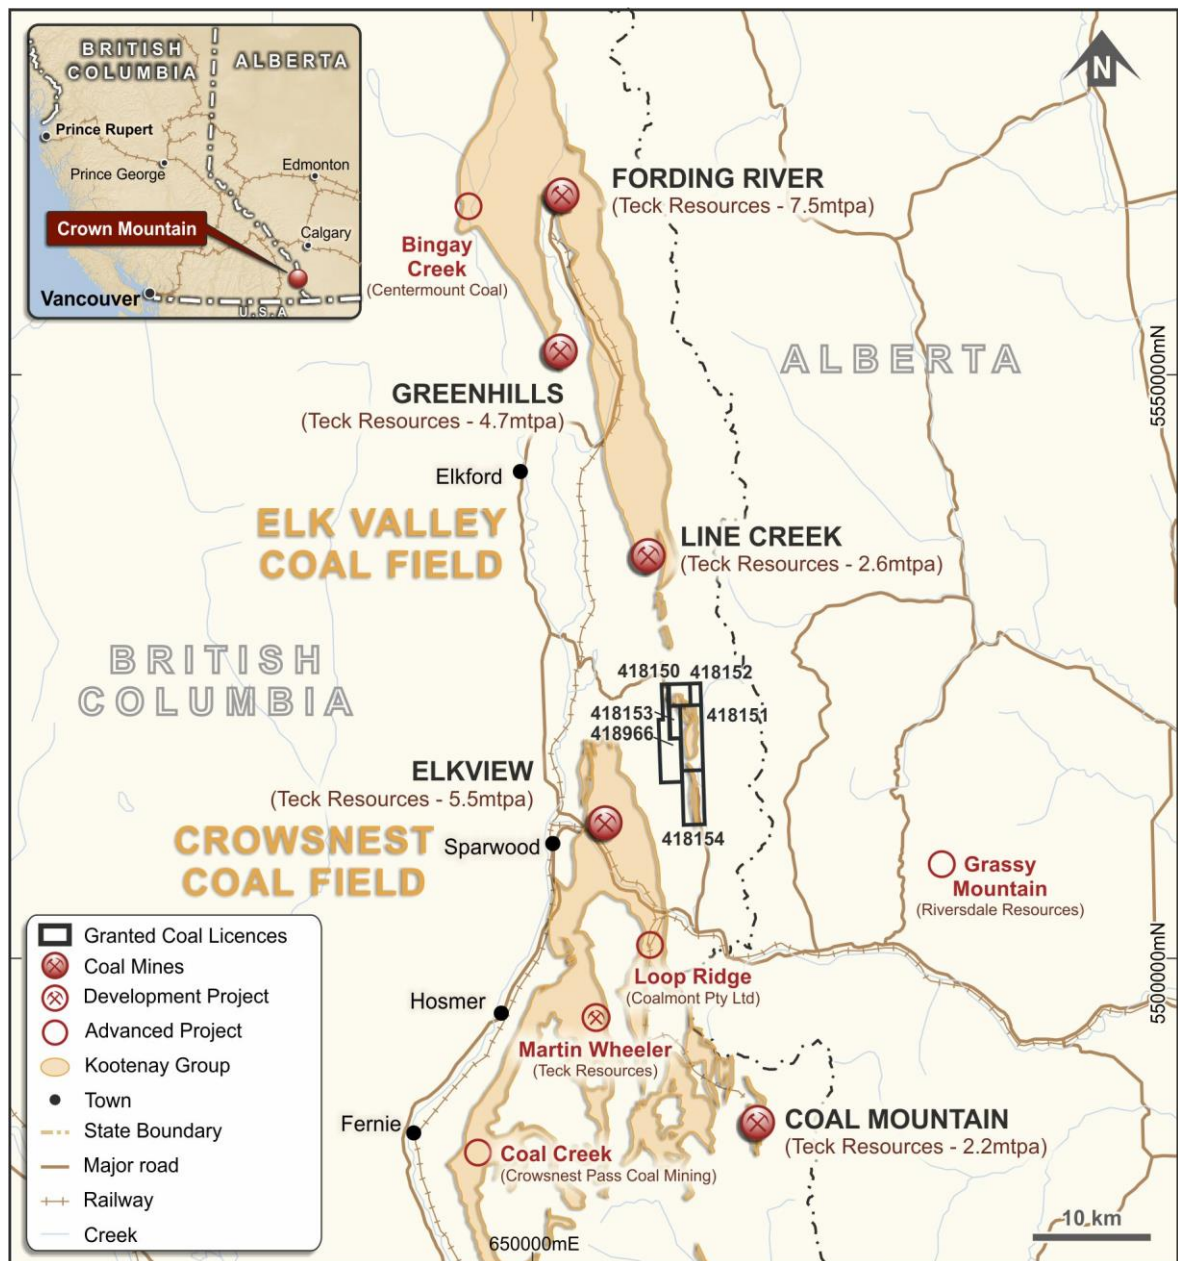 BRITISH
COLUMBIA
ALBERTA
Prince Rupert
Prince George
Edmonton
Crown Mountain
Calgary
Vancouver
U.S.A
N
FORDING RIVER
(Teck Resources - 7.5mtpa)
Bingay
Creek
(Centermount Coal)
ALBERTA
GREENHILLS
(Teck Resources - 4.7mtpa)
5550000mN
Elkford
ELK VALLEY
COAL FIELD
LINE CREEK
(Teck Resources - 2.6mtpa)
BRITISH
COLUMBIA
418150
418152
418153
418151
418966
ELKVIEW
(Teck Resources - 5.5mtpa)
CROWSNEST
COAL FIELD
Sparwood
418154
Grassy
Mountain
(Riversdale Resources)
Loop Ridge
(Coalmont Pty Ltd)
5500000mN
Hosmer
Martin Wheeler
(Teck Resources)
Fernie
COAL MOUNTAIN
(Teck Resources - 2.2mtpa)
Coal Creek
(Crowsnest Pass Coal Mining)
Granted Coal Licences
Coal Mines
Development Project
Advanced Project
Kootenay Group
Town
State Boundary
Major road
Railway
Creek
650000mE
10 km